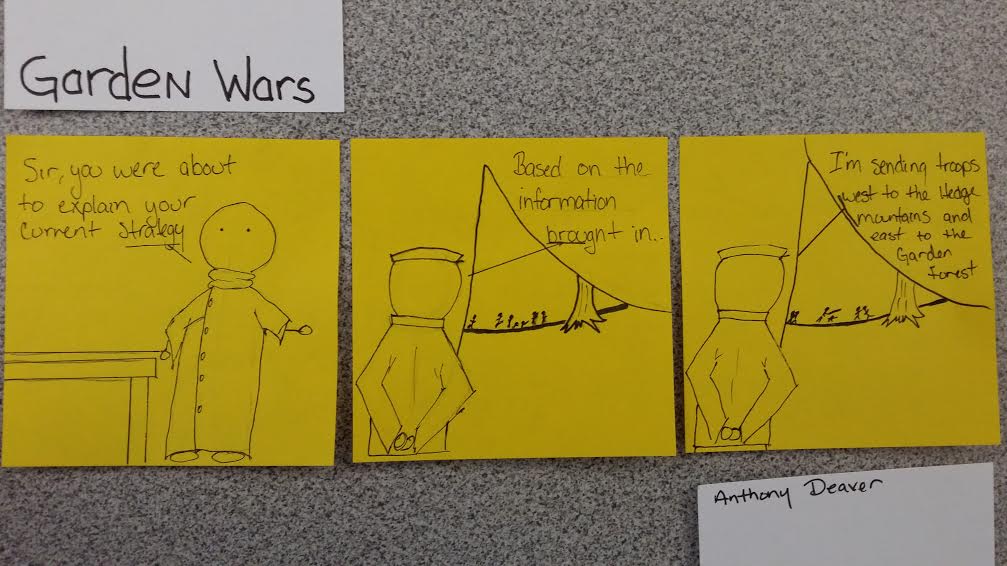 Garden Wars
Sir, you were about
to explain your
current strategy
Based on the
information
brought in..
I'm sending troops
west to the Hedge
mountains and
east to the
Garden
Forest
Anthony Deaver